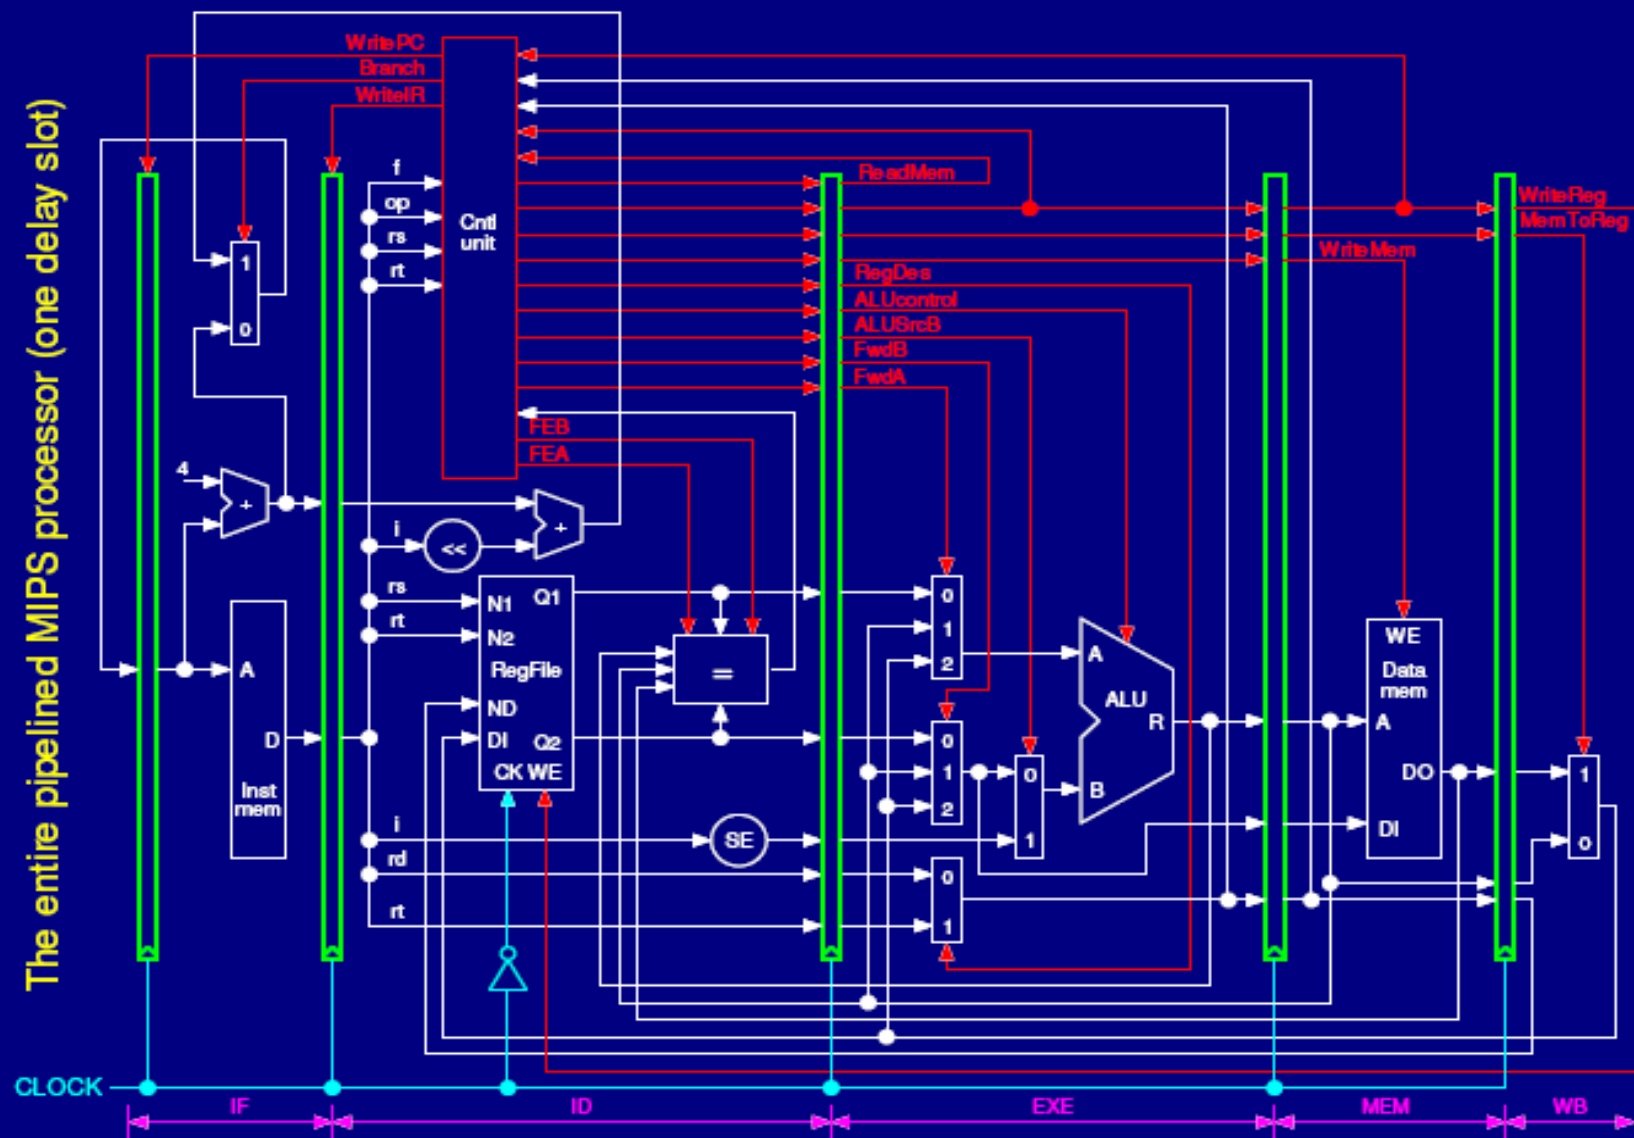 The entire pipelined MIPS processor (one delay slot)
WritePC
Branch
WriteIR
f
op
rs
rt
Cntl
unit
ReadMem
WriteReg
MemToReg
WriteMem
RegDes
ALUcontrol
ALUSrcB
FwdB
FwdA
FEB
FEA
1
0
4
+
i
<<
+
rs
rt
N1
Q1
N2
RegFile
ND
DI
Q2
CK WE
=
A
D
Inst
mem
i
SE
rd
rt
0
1
2
0
1
2
0
1
0
1
A
ALU
R
B
WE
Data
mem
A
DO
DI
1
0
CLOCK
IF
ID
EXE
MEM
WB